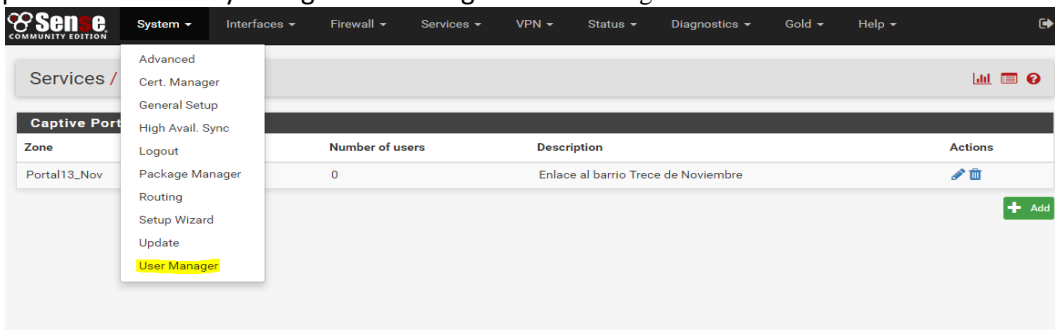 Sense
COMMUNITY EDITION
System Interfaces Firewall Services VPN Status Diagnostics Gold Help
Services /
Captive Port
Zone Number of users Description Actions
Portal13_Nov 0 Enlace al barrio Trece de Noviembre
Add
Advanced
Cert. Manager
General Setup
High Avail. Sync
Logout
Package Manager
Routing
Setup Wizard
Update
User Manager